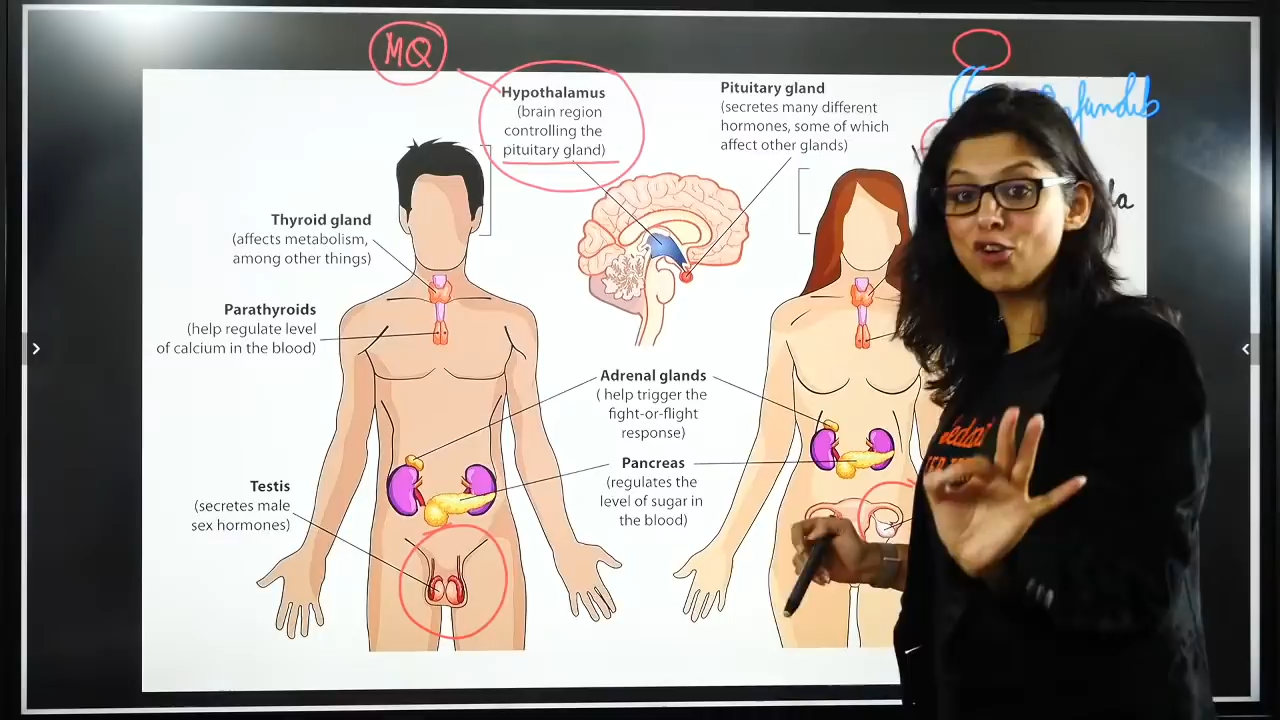 MQ
Hypothalamus
(brain region
controlling the
pituitary gland)
Pituitary gland
(secretes many different
hormones, some of which
affect other glands)
Thyroid gland
(affects metabolism,
among other things)
Parathyroids
(help regulate level
of calcium in the blood)
Adrenal glands
( help trigger the
fight-or-flight
response)
Pancreas
(regulates the
level of sugar in
the blood)
Testis
(secretes male
sex hormones)